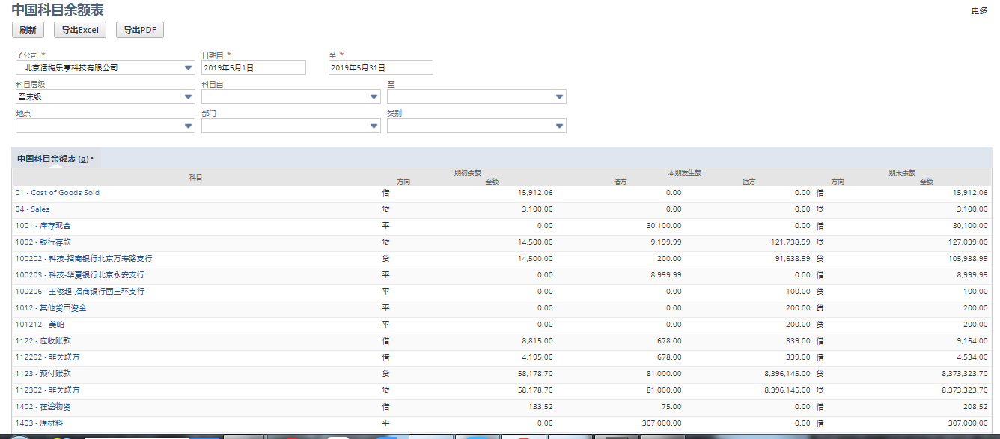 中国科目余额表
更多
刷新 导出Excel 导出PDF
子公司 * 日期自 * 至 *
北京话梅乐享科技有限公司 2019年5月1日 2019年5月31日
科目层级 科目自 至
至末级
地点 部门 类别
中国科目余额表 (a) •
科目 期初余额 本期发生额 期末余额
方向 金额 借方 贷方 方向 金额
01 - Cost of Goods Sold 借 15,912.06 0.00 0.00 借 15,912.06
04 - Sales 贷 3,100.00 0.00 0.00 贷 3,100.00
1001 - 库存现金 平 0.00 30,100.00 0.00 借 30,100.00
1002 - 银行存款 贷 14,500.00 9,199.99 121,738.99 贷 127,039.00
100202 - 科技-招商银行北京万寿路支行 贷 14,500.00 200.00 91,638.99 贷 105,938.99
100203 - 科技-华夏银行北京永安支行 平 0.00 8,999.99 0.00 借 8,999.99
100206 - 王俊超-招商银行西三环支行 平 0.00 0.00 100.00 贷 100.00
1012 - 其他货币资金 平 0.00 0.00 200.00 贷 200.00
101212 - 美帕 平 0.00 0.00 200.00 贷 200.00
1122 - 应收账款 借 8,815.00 678.00 339.00 借 9,154.00
112202 - 非关联方 借 4,195.00 678.00 339.00 借 4,534.00
1123 - 预付账款 贷 58,178.70 81,000.00 8,396,145.00 贷 8,373,323.70
112302 - 非关联方 贷 58,178.70 81,000.00 8,396,145.00 贷 8,373,323.70
1402 - 在途物资 借 133.52 75.00 0.00 借 208.52
1403 - 原材料 平 0.00 307,000.00 0.00 借 307,000.00